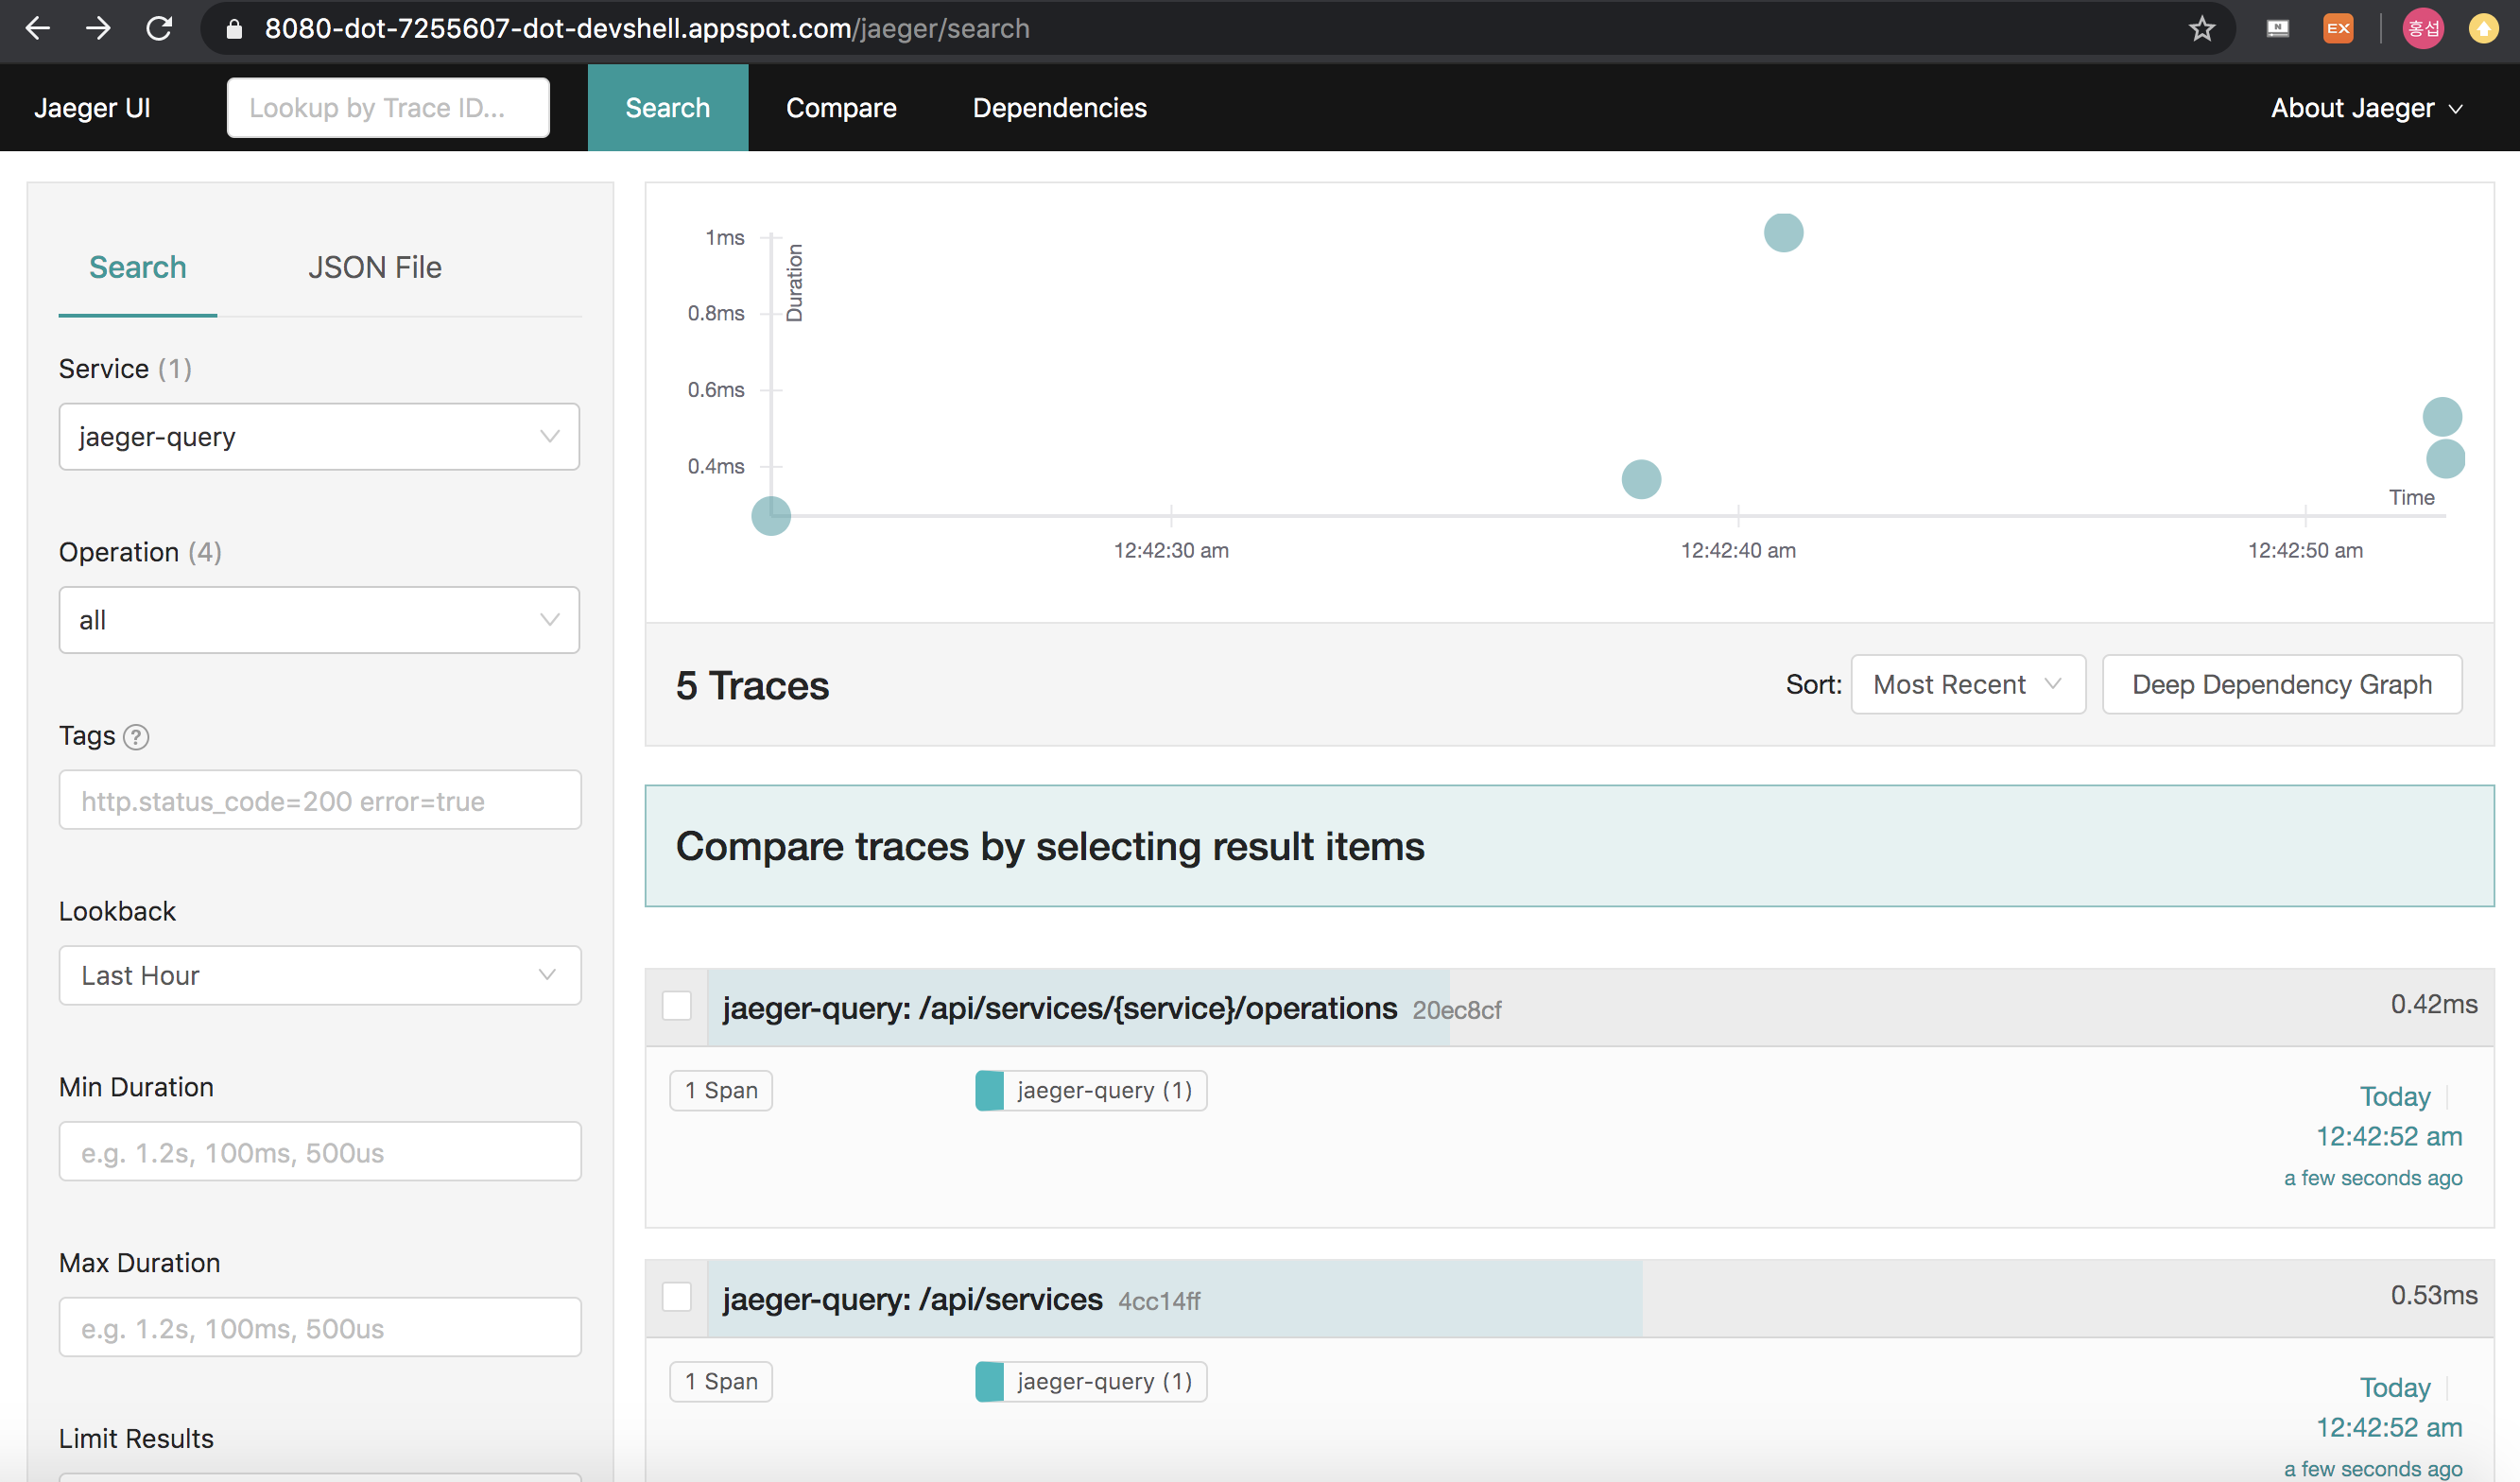 8080-dot-7255607-dot-devshell.appspot.com/jaeger/search
N
EX
홍섭
Jaeger UI
Lookup by Trace ID...
Search
Compare
Dependencies
About Jaeger
Search
JSON File
Service (1)
jaeger-query
Operation (4)
all
Tags ?
http.status_code=200 error=true
Lookback
Last Hour
Min Duration
e.g. 1.2s, 100ms, 500us
Max Duration
e.g. 1.2s, 100ms, 500us
Limit Results
1ms
0.8ms
0.6ms
0.4ms
Duration
Time
12:42:30 am
12:42:40 am
12:42:50 am
5 Traces
Sort:
Most Recent
Deep Dependency Graph
Compare traces by selecting result items
jaeger-query: /api/services/{service}/operations 20ec8cf
0.42ms
1 Span
jaeger-query (1)
Today
12:42:52 am
a few seconds ago
jaeger-query: /api/services 4cc14ff
0.53ms
1 Span
jaeger-query (1)
Today
12:42:52 am
a few seconds ago